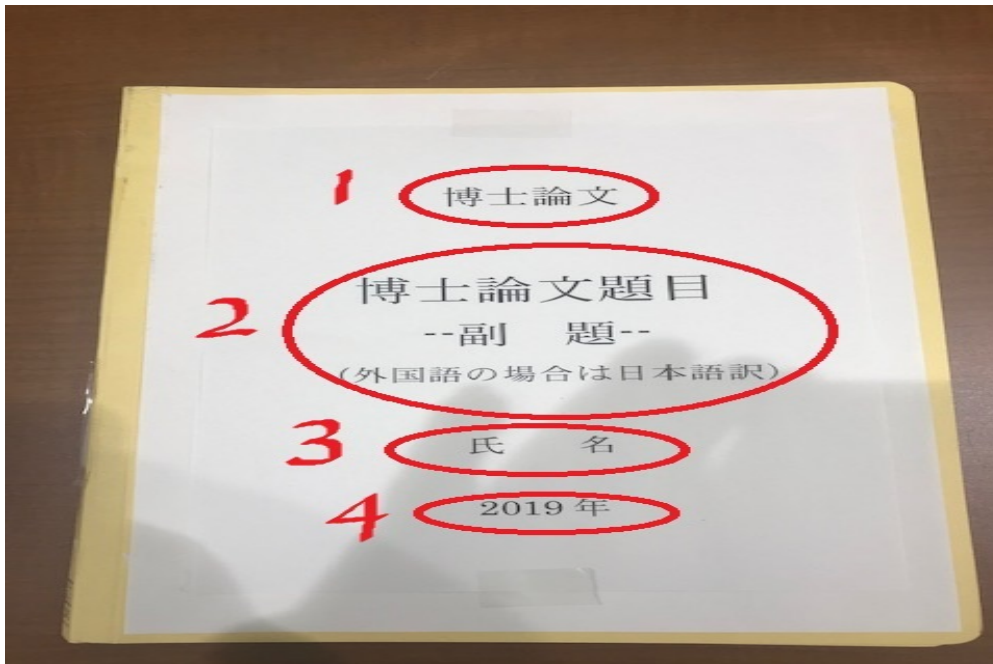 1 博士論文
博士論文題目
2 --副 題--
(外国語の場合は日本語訳)
3 氏 名
4 2019年